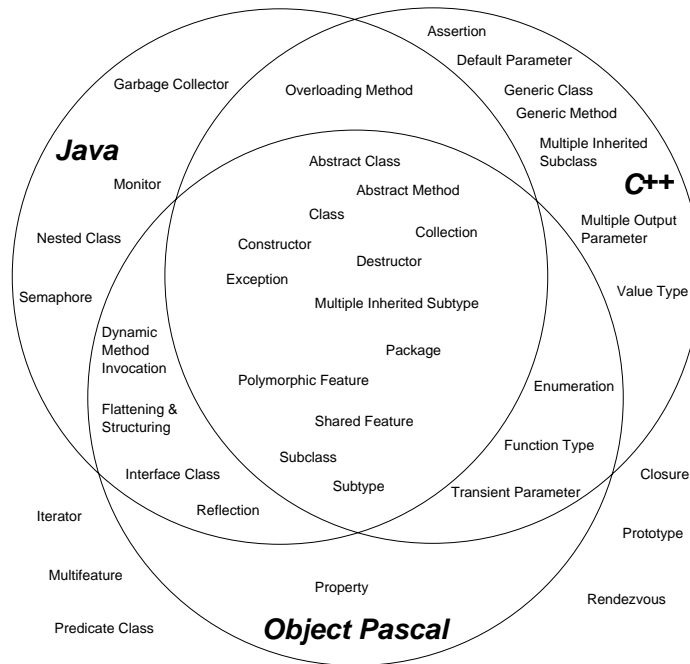 Assertion
Default Parameter
Garbage Collector
Overloading Method
Generic Class
Generic Method
Java
Multiple Inherited
Subclass
Abstract Class
Monitor
Abstract Method
C++
Class
Multiple Output
Parameter
Collection
Nested Class
Constructor
Destructor
Exception
Value Type
Semaphore
Multiple Inherited Subtype
Dynamic
Method
Invocation
Package
Polymorphic Feature
Enumeration
Flattening &
Structuring
Shared Feature
Function Type
Subclass
Interface Class
Closure
Subtype
Transient Parameter
Reflection
Iterator
Prototype
Multifeature
Property
Rendezvous
Predicate Class
Object Pascal